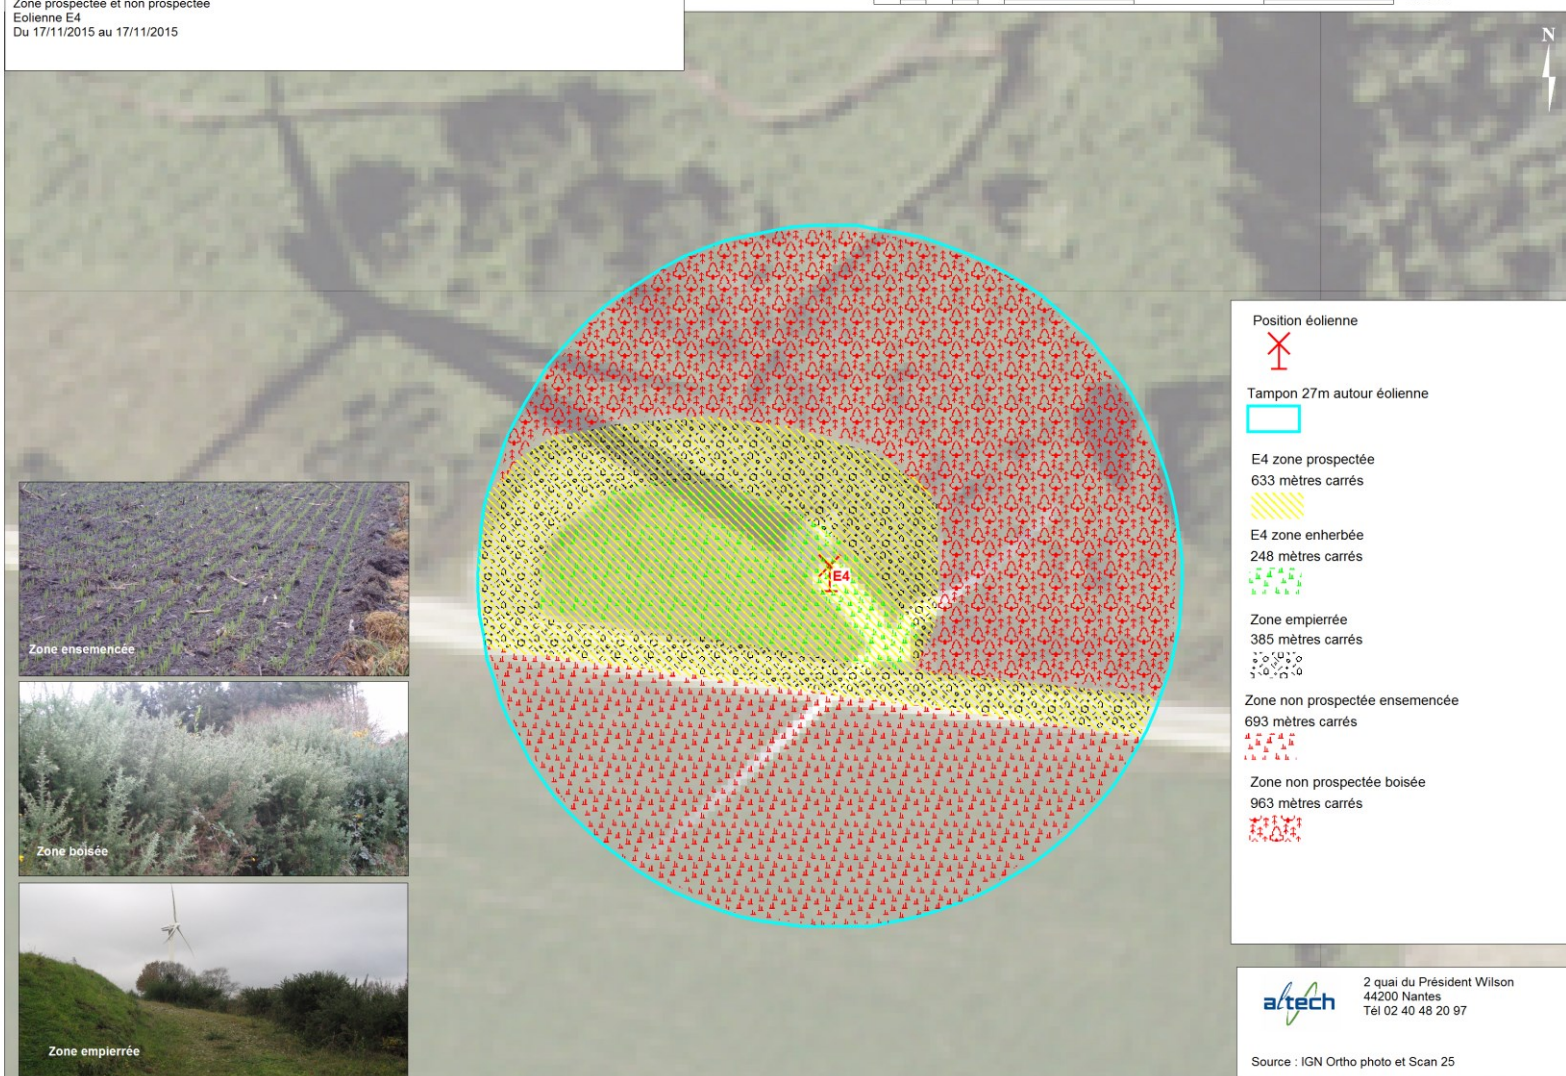 Zone prospectée et non prospectée
Eolienne E4
Du 17/11/2015 au 17/11/2015
N
Position éolienne
Tampon 27m autour éolienne
E4 zone prospectée
633 mètres carrés
E4 zone enherbée
248 mètres carrés
Zone empierrée
385 mètres carrés
Zone non prospectée ensemencée
693 mètres carrés
Zone non prospectée boisée
963 mètres carrés
E4
Zone ensemencée
Zone boisée
Zone empierrée
altech
2 quai du Président Wilson
44200 Nantes
Tél 02 40 48 20 97
Source : IGN Ortho photo et Scan 25